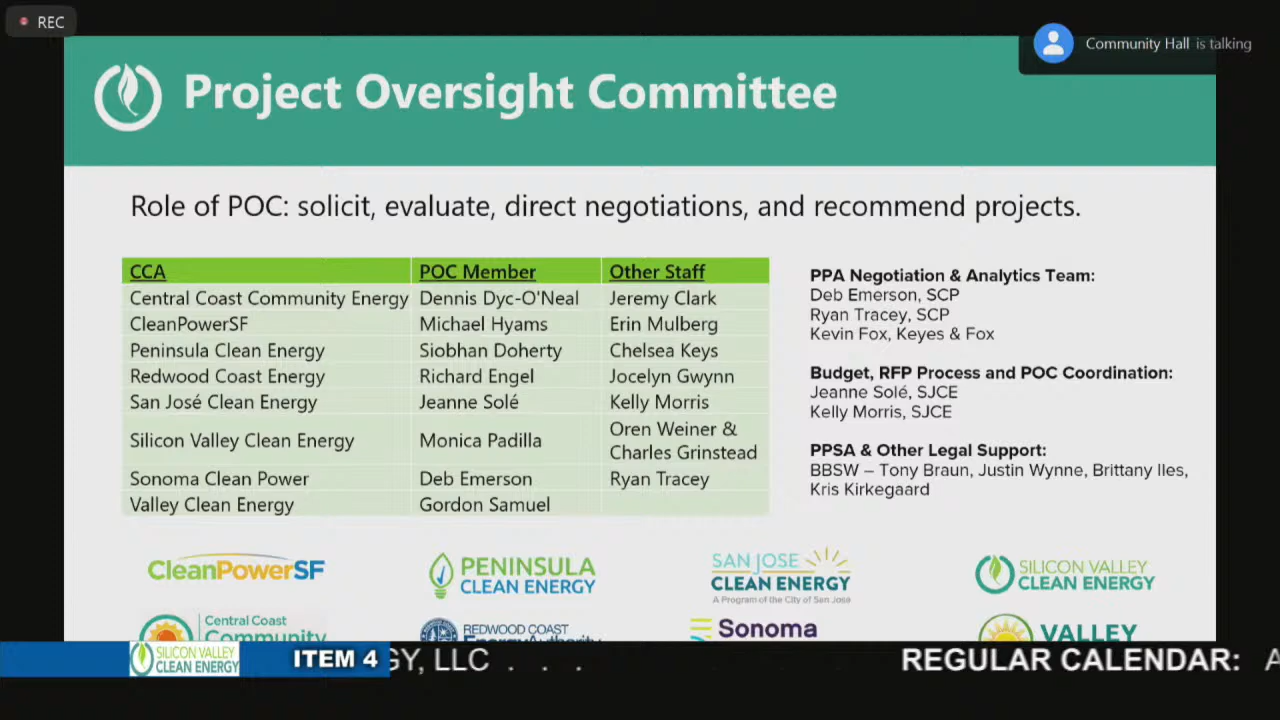 REC
Community Hall is talking
Project Oversight Committee
Role of POC: solicit, evaluate, direct negotiations, and recommend projects.
CCA POC Member Other Staff
Central Coast Community Energy Dennis Dyc-O'Neal Jeremy Clark
CleanPowerSF Michael Hyams Erin Mulberg
Peninsula Clean Energy Siobhan Doherty Chelsea Keys
Redwood Coast Energy Richard Engel Jocelyn Gwynn
San José Clean Energy Jeanne Solé Kelly Morris
Silicon Valley Clean Energy Monica Padilla Oren Weiner &
Charles Grinstead
Sonoma Clean Power Deb Emerson Ryan Tracey
Valley Clean Energy Gordon Samuel
PPA Negotiation & Analytics Team:
Deb Emerson, SCP
Ryan Tracey, SCP
Kevin Fox, Keyes & Fox
Budget, RFP Process and POC Coordination:
Jeanne Solé, SJCE
Kelly Morris, SJCE
PPSA & Other Legal Support:
BBSW – Tony Braun, Justin Wynne, Brittany Iles,
Kris Kirkegaard
CleanPowerSF
PENINSULA
CLEAN ENERGY
SAN JOSE
CLEAN ENERGY
A Program of the City of San José
SILICON VALLEY
CLEAN ENERGY
Central Coast
Community
REDWOOD COAST
EnergyAuthority
Sonoma
VALLEY
SILICON VALLEY
CLEAN ENERGY
ITEM 4
GY, LLC . . .
REGULAR CALENDAR: A